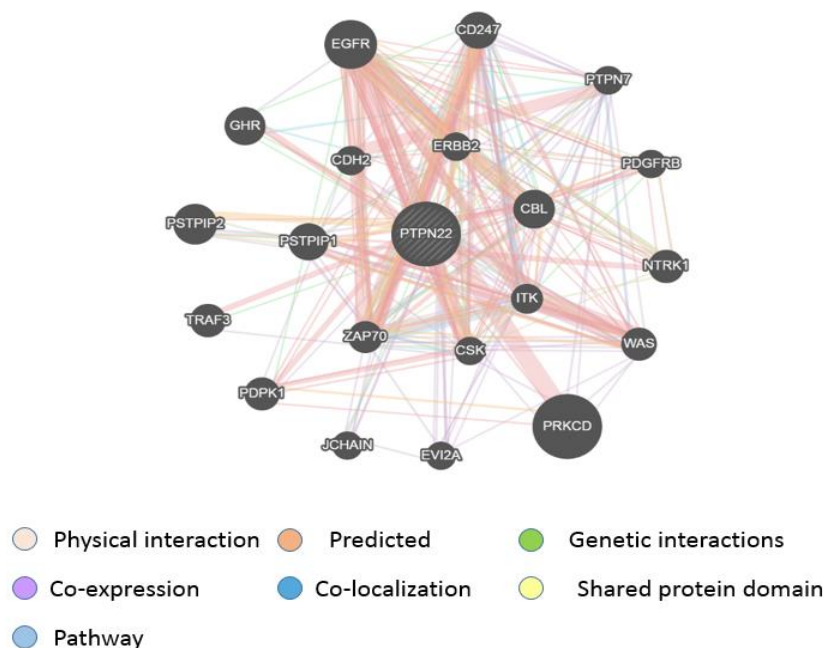 EGFR
CD247
PTPN7
GHR
CDH2
ERBB2
PDGFRB
PSTPIP2
PSTPIP1
PTPN22
CBL
NTRK1
TRAF3
ZAP70
ITK
CSK
WAS
PDPK1
PRKCD
JCHAIN
EVI2A
Physical interaction
Predicted
Genetic interactions
Co-expression
Co-localization
Shared protein domain
Pathway